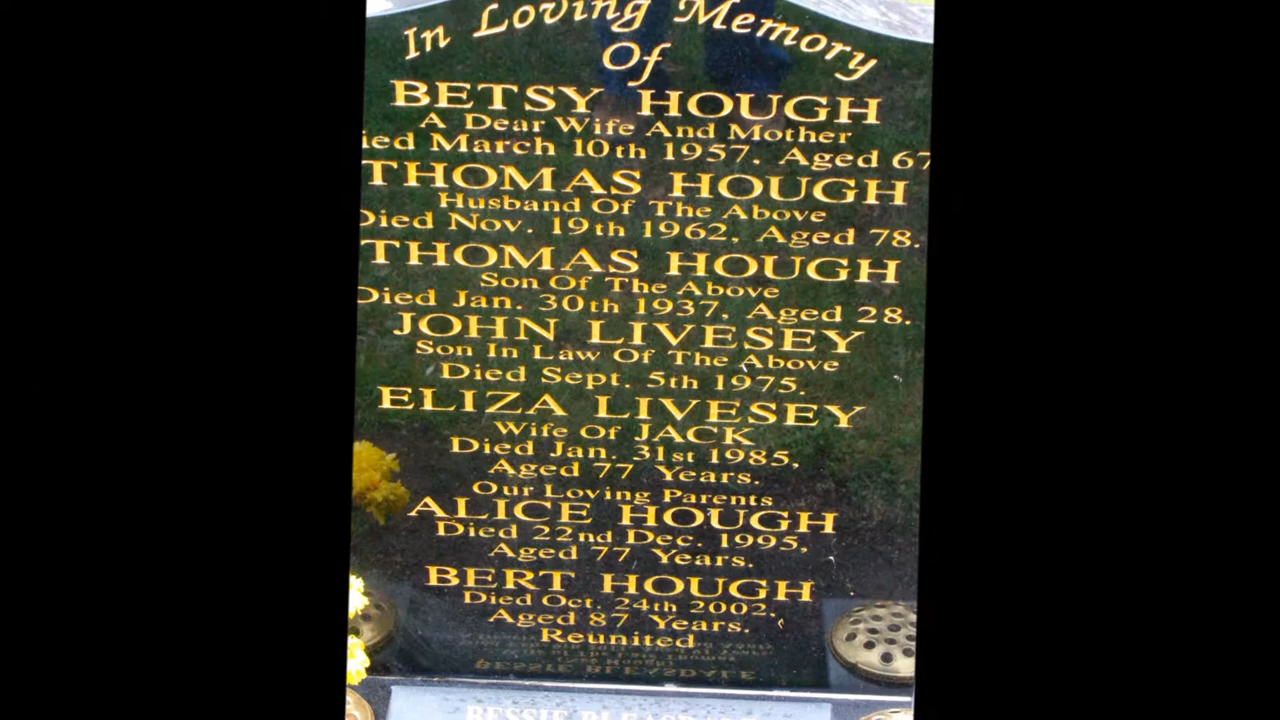 In Loving Memory
Of
BETSY HOUGH
A Dear Wife And Mother
ied March 10th 1957, Aged 67
THOMAS HOUGH
Husband Of The Above
Died Nov. 19th 1962, Aged 78.
THOMAS HOUGH
Son Of The Above
Died Jan. 30th 1937, Aged 28.
JOHN LIVESEY
Son In Law Of The Above
Died Sept. 5th 1975.
ELIZA LIVESEY
Wife Of JACK
Died Jan. 31st 1985,
Aged 77 Years.
Our Loving Parents
ALICE HOUGH
Died 22nd Dec. 1995,
Aged 77 Years.
BERT HOUGH
Died Oct. 24th 2002,
Aged 87 Years.
Reunited
BESSIE